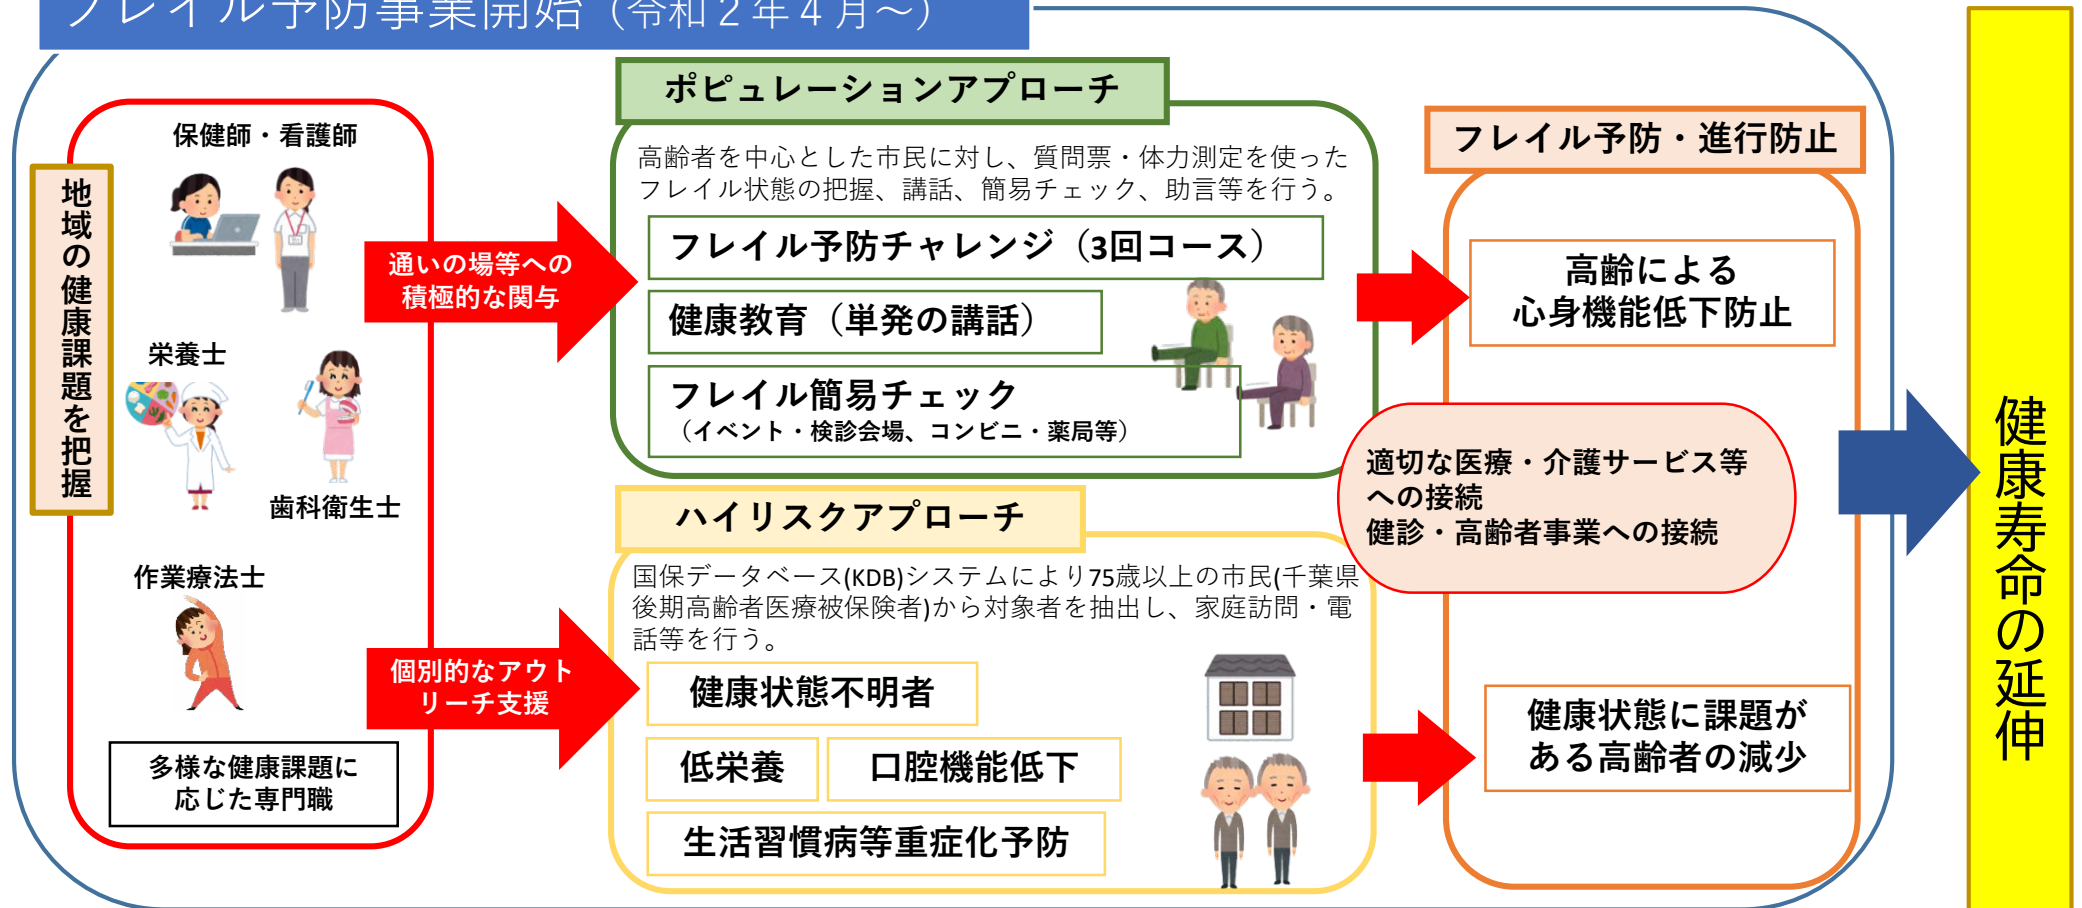 フレイル予防事業開始（令和２年４月～）
地域の健康課題を把握
保健師・看護師
栄養士
歯科衛生士
作業療法士
多様な健康課題に
応じた専門職
通いの場等への
積極的な関与
個別的なアウト
リーチ支援
ポピュレーションアプローチ
高齢者を中心とした市民に対し、質問票・体力測定を使った
フレイル状態の把握、講話、簡易チェック、助言等を行う。
フレイル予防チャレンジ（3回コース）
健康教育（単発の講話）
フレイル簡易チェック
（イベント・検診会場、コンビニ・薬局等）
ハイリスクアプローチ
国保データベース(KDB)システムにより75歳以上の市民(千葉県
後期高齢者医療被保険者)から対象者を抽出し、家庭訪問・電
話等を行う。
健康状態不明者
低栄養
口腔機能低下
生活習慣病等重症化予防
フレイル予防・進行防止
高齢による
心身機能低下防止
適切な医療・介護サービス等
への接続
健診・高齢者事業への接続
健康状態に課題が
ある高齢者の減少
健康寿命の延伸